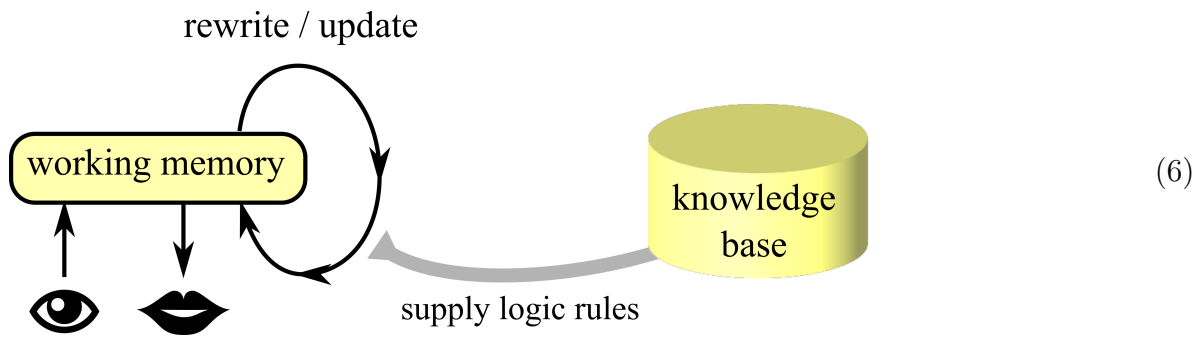 rewrite / update
working memory
knowledge
base
(6)
supply logic rules